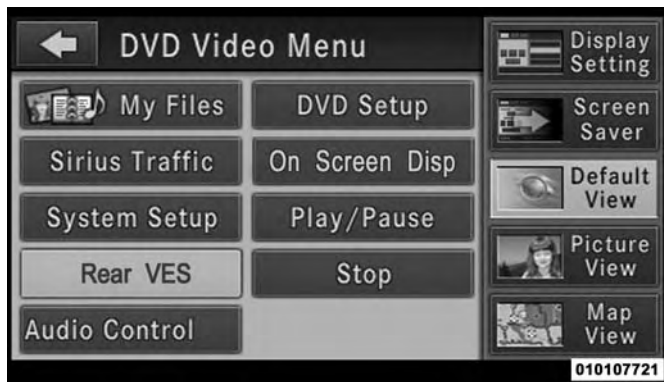 DVD Video Menu
My Files
DVD Setup
Sirius Traffic
On Screen Disp
System Setup
Play/Pause
Rear VES
Stop
Audio Control
Display
Setting
Screen
Saver
Default
View
Picture
View
Map
View
010107721